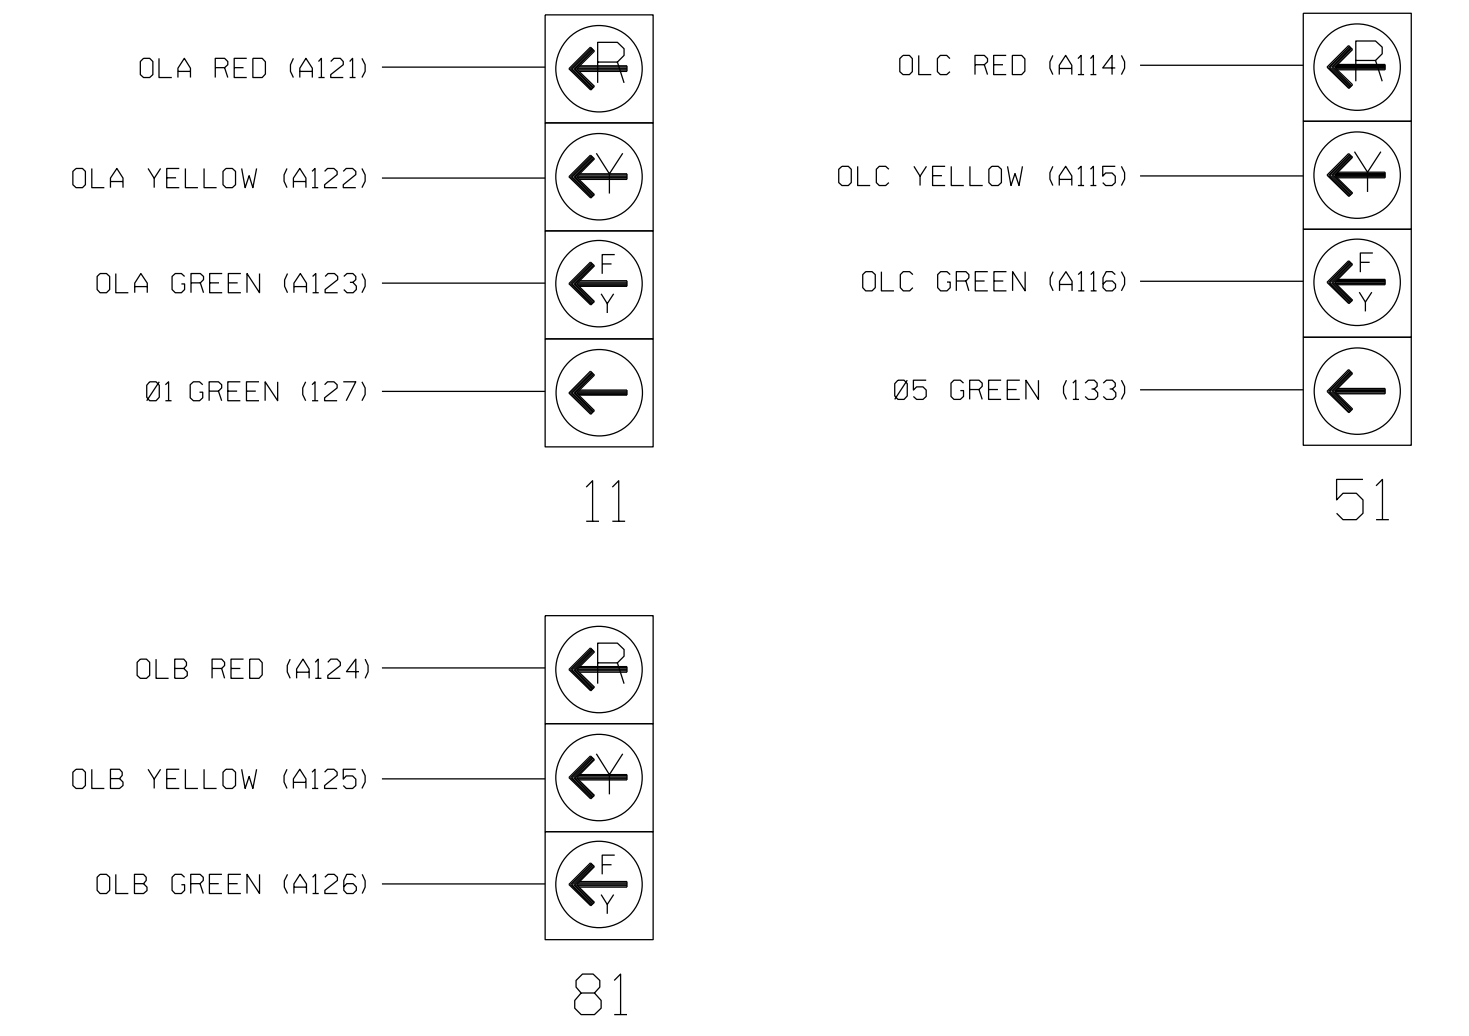 OLA RED (A121)
R
OLA YELLOW (A122)
Y
OLA GREEN (A123)
F
Y
Ø1 GREEN (127)
11
OLC RED (A114)
R
OLC YELLOW (A115)
Y
OLC GREEN (A116)
F
Y
Ø5 GREEN (133)
51
OLB RED (A124)
R
OLB YELLOW (A125)
Y
OLB GREEN (A126)
F
Y
81